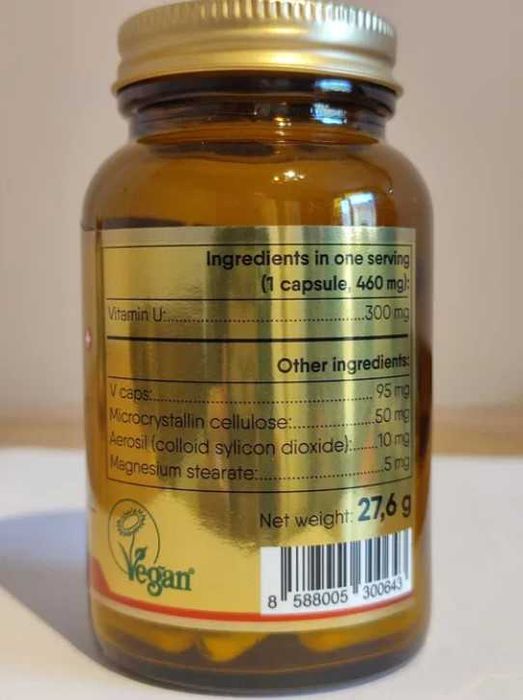 Ingredients in one serving
(1 capsule, 460 mg):
Vitamin U:..............................300 mg
Other ingredients:
V caps:.................................95 mg
Microcrystallin cellulose:..............50 mg
Aerosil (colloid sylicon dioxide):......10 mg
Magnesium stearate:......................5 mg
Net weight: 27,6 g
Vegan®
8 588005 300643